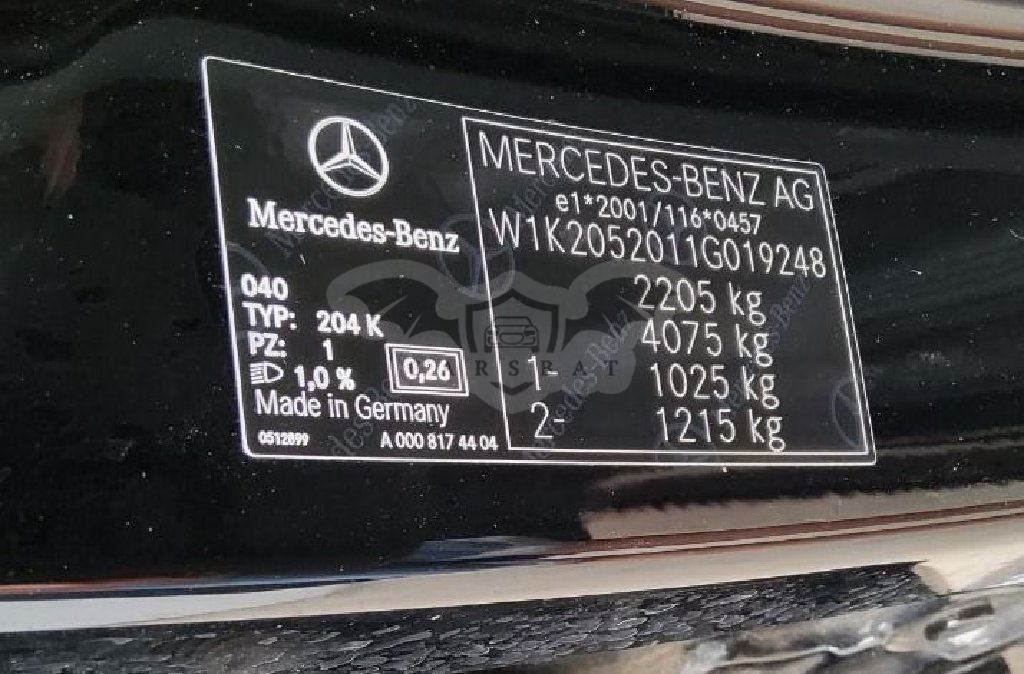 Mercedes-Benz
040
TYP: 204 K
PZ: 1
1,0 %
0,26
Made in Germany
0512899
A 000 817 44 04
MERCEDES-BENZ AG
e1*2001/116*0457
W1K2052011G019248
2205 kg
4075 kg
1- 1025 kg
2- 1215 kg